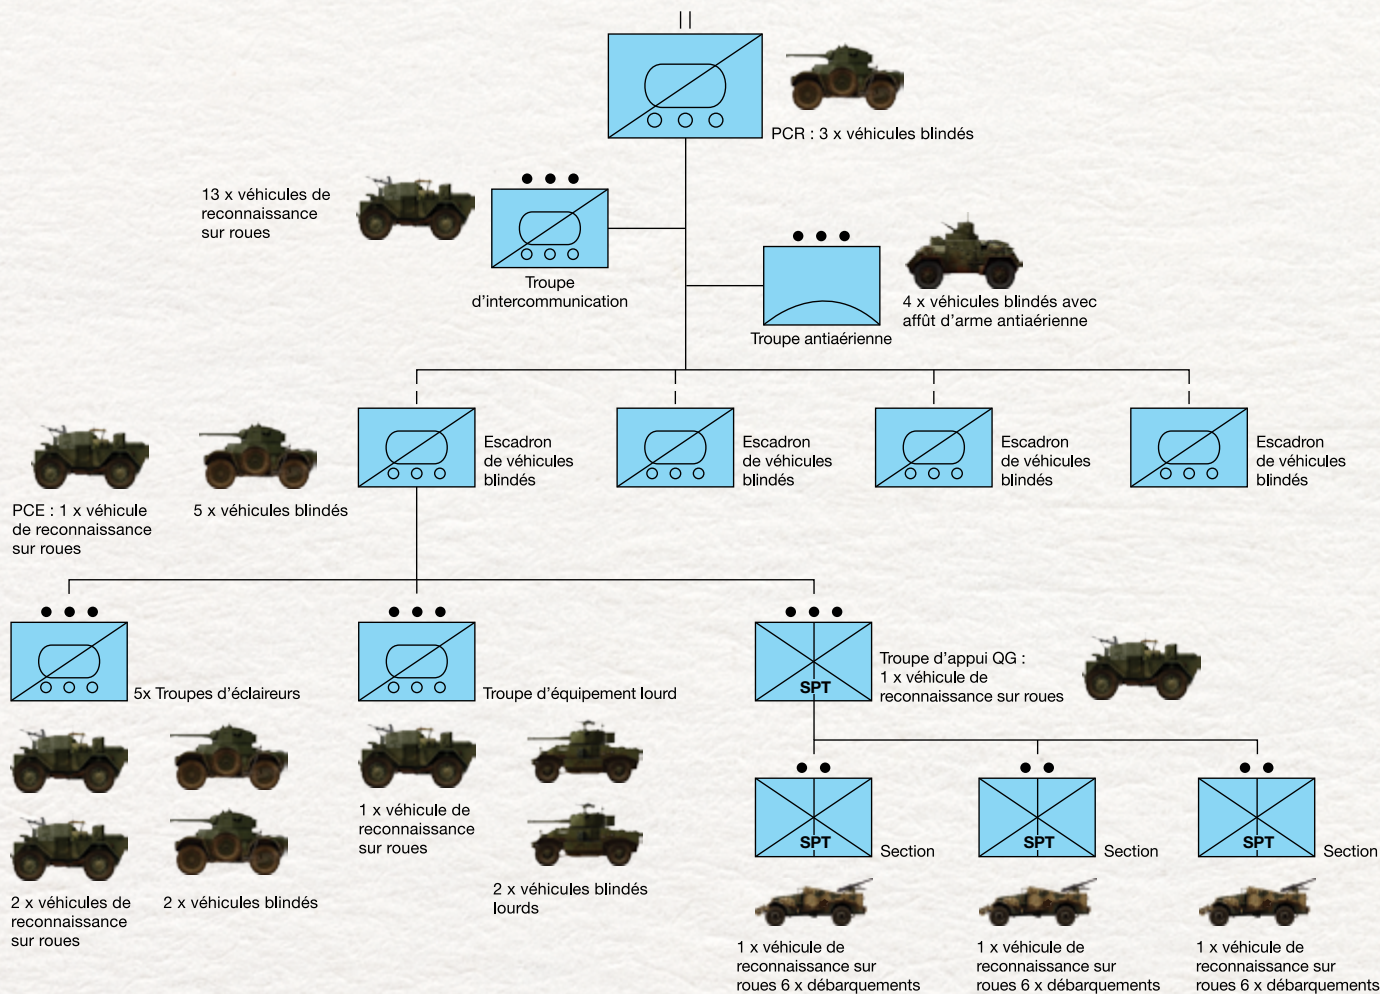 PCR : 3 x véhicules blindés
13 x véhicules de
reconnaissance
sur roues
Troupe
d’intercommunication
4 x véhicules blindés avec
affût d’arme antiaérienne
Troupe antiaérienne
PCE : 1 x véhicule
de reconnaissance
sur roues
5 x véhicules blindés
Escadron
de véhicules
blindés
Escadron
de véhicules
blindés
Escadron
de véhicules
blindés
Escadron
de véhicules
blindés
5x Troupes d’éclaireurs
2 x véhicules de
reconnaissance
sur roues
2 x véhicules blindés
Troupe d’équipement lourd
1 x véhicule de
reconnaissance
sur roues
2 x véhicules blindés
lourds
SPT
Troupe d’appui QG :
1 x véhicule de
reconnaissance sur roues
SPT
Section
SPT
Section
SPT
Section
1 x véhicule de
reconnaissance sur
roues 6 x débarquements
1 x véhicule de
reconnaissance sur
roues 6 x débarquements
1 x véhicule de
reconnaissance sur
roues 6 x débarquements